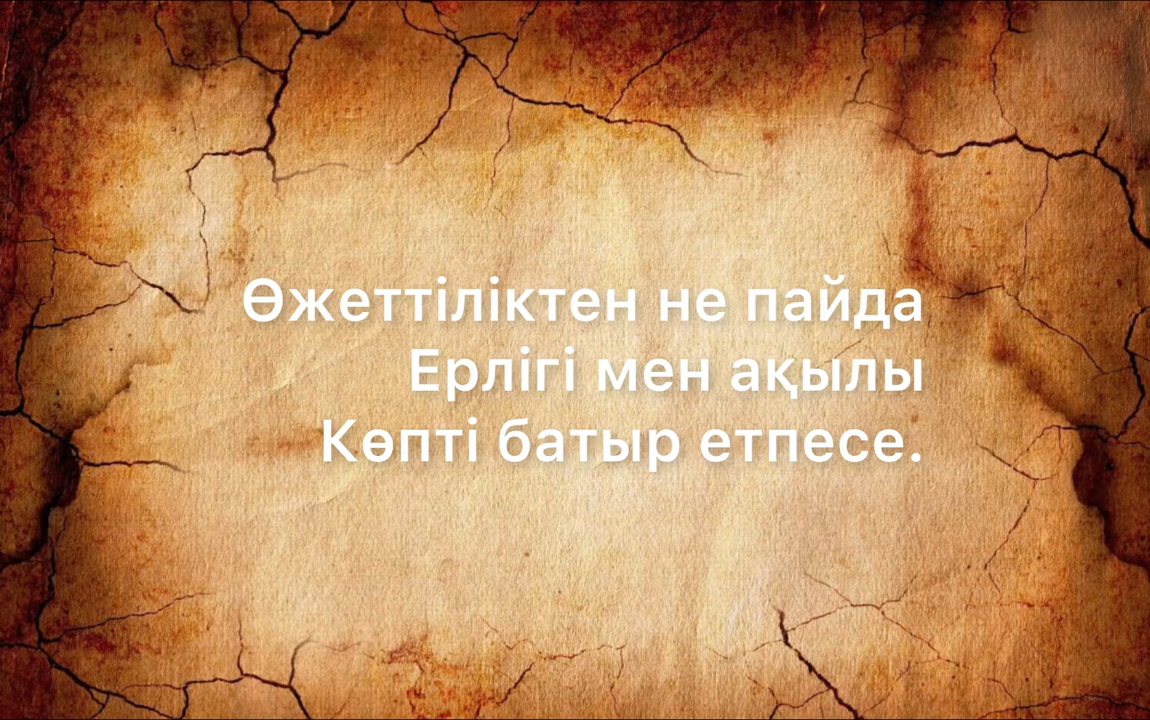 Өжеттіліктен не пайда
Ерлігі мен ақылы
Көпті батыр етпесе.